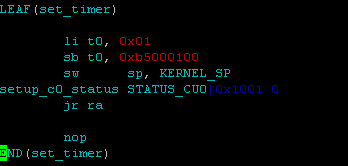 LEAF(set_timer)
li t0, 0x01
sb t0, 0xb5000100
sw sp, KERNEL_SP
setup_c0_status STATUS_CU0|0x1001 0
jr ra
nop
END(set_timer)